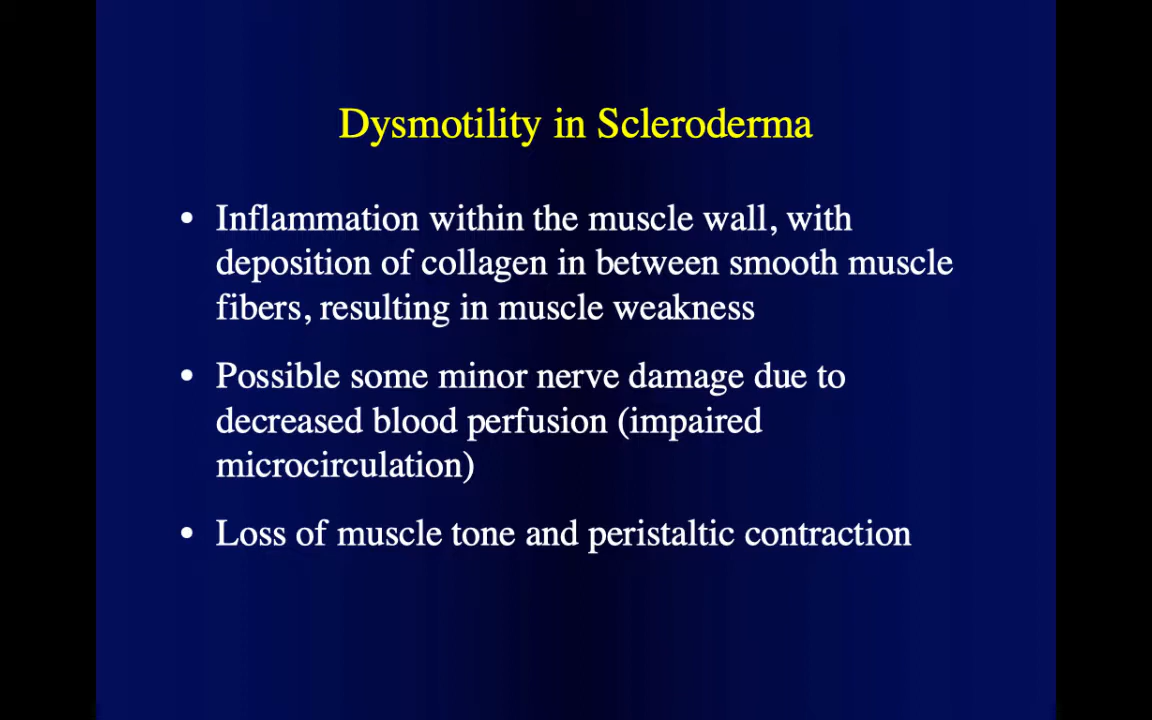 Dysmotility in Scleroderma
• Inflammation within the muscle wall, with
deposition of collagen in between smooth muscle
fibers, resulting in muscle weakness
• Possible some minor nerve damage due to
decreased blood perfusion (impaired
microcirculation)
• Loss of muscle tone and peristaltic contraction